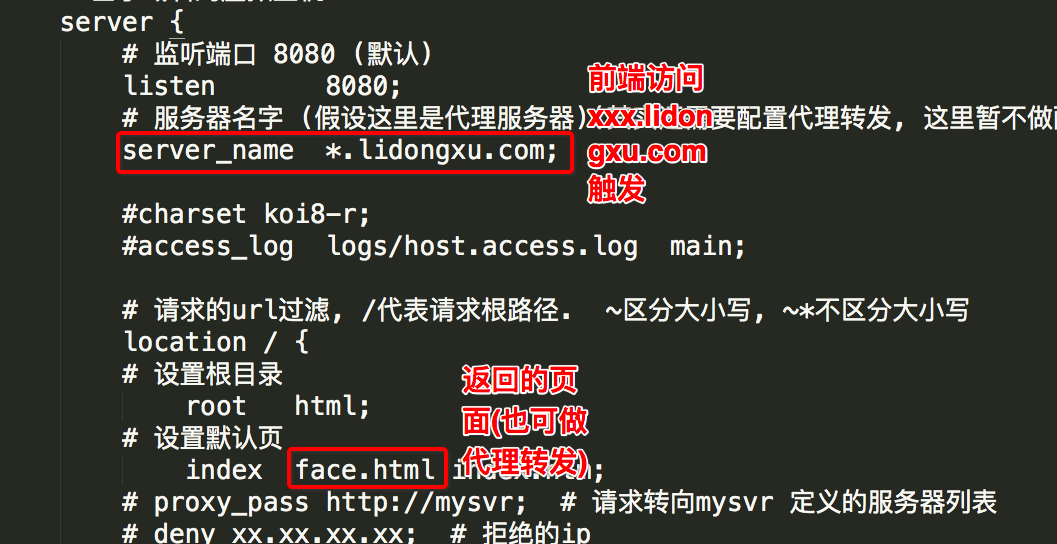 server {
# 监听端口 8080 (默认)
listen 8080;
# 服务器名字 (假设这里是代理服务器) 需要配置代理转发, 这里暂不做
server_name *.lidongxu.com;
前端访问
xxx.lidon
gxu.com
触发
#charset koi8-r;
#access_log logs/host.access.log main;
# 请求的url过滤, /代表请求根路径. ~区分大小写, ~*不区分大小写
location / {
# 设置根目录
root html;
# 设置默认页
index face.html
返回的页
面(也可做
代理转发)
# proxy_pass http://mysvr; # 请求转向mysvr 定义的服务器列表
# deny xx.xx.xx.xx; # 拒绝的ip